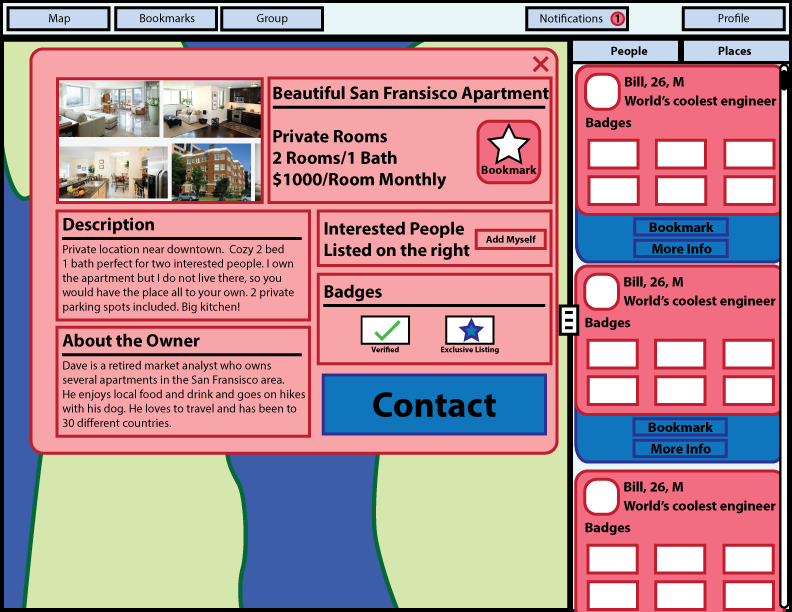 Map
Bookmarks
Group
Notifications
1
Profile
People
Places
Beautiful San Fransisco Apartment
Private Rooms
2 Rooms/1 Bath
$1000/Room Monthly
Bookmark
Description
Private location near downtown.  Cozy 2 bed
1 bath perfect for two interested people. I own
the apartment but I do not live there, so you
would have the place all to your own. 2 private
parking spots included. Big kitchen!
Interested People
Listed on the right
Add Myself
Badges
Verified
Exclusive Listing
About the Owner
Dave is a retired market analyst who owns
several apartments in the San Fransisco area.
He enjoys local food and drink and goes on hikes
with his dog. He loves to travel and has been to
30 different countries.
Contact
Bill, 26, M
World's coolest engineer
Badges
Bookmark
More Info
Bill, 26, M
World's coolest engineer
Badges
Bookmark
More Info
Bill, 26, M
World's coolest engineer
Badges